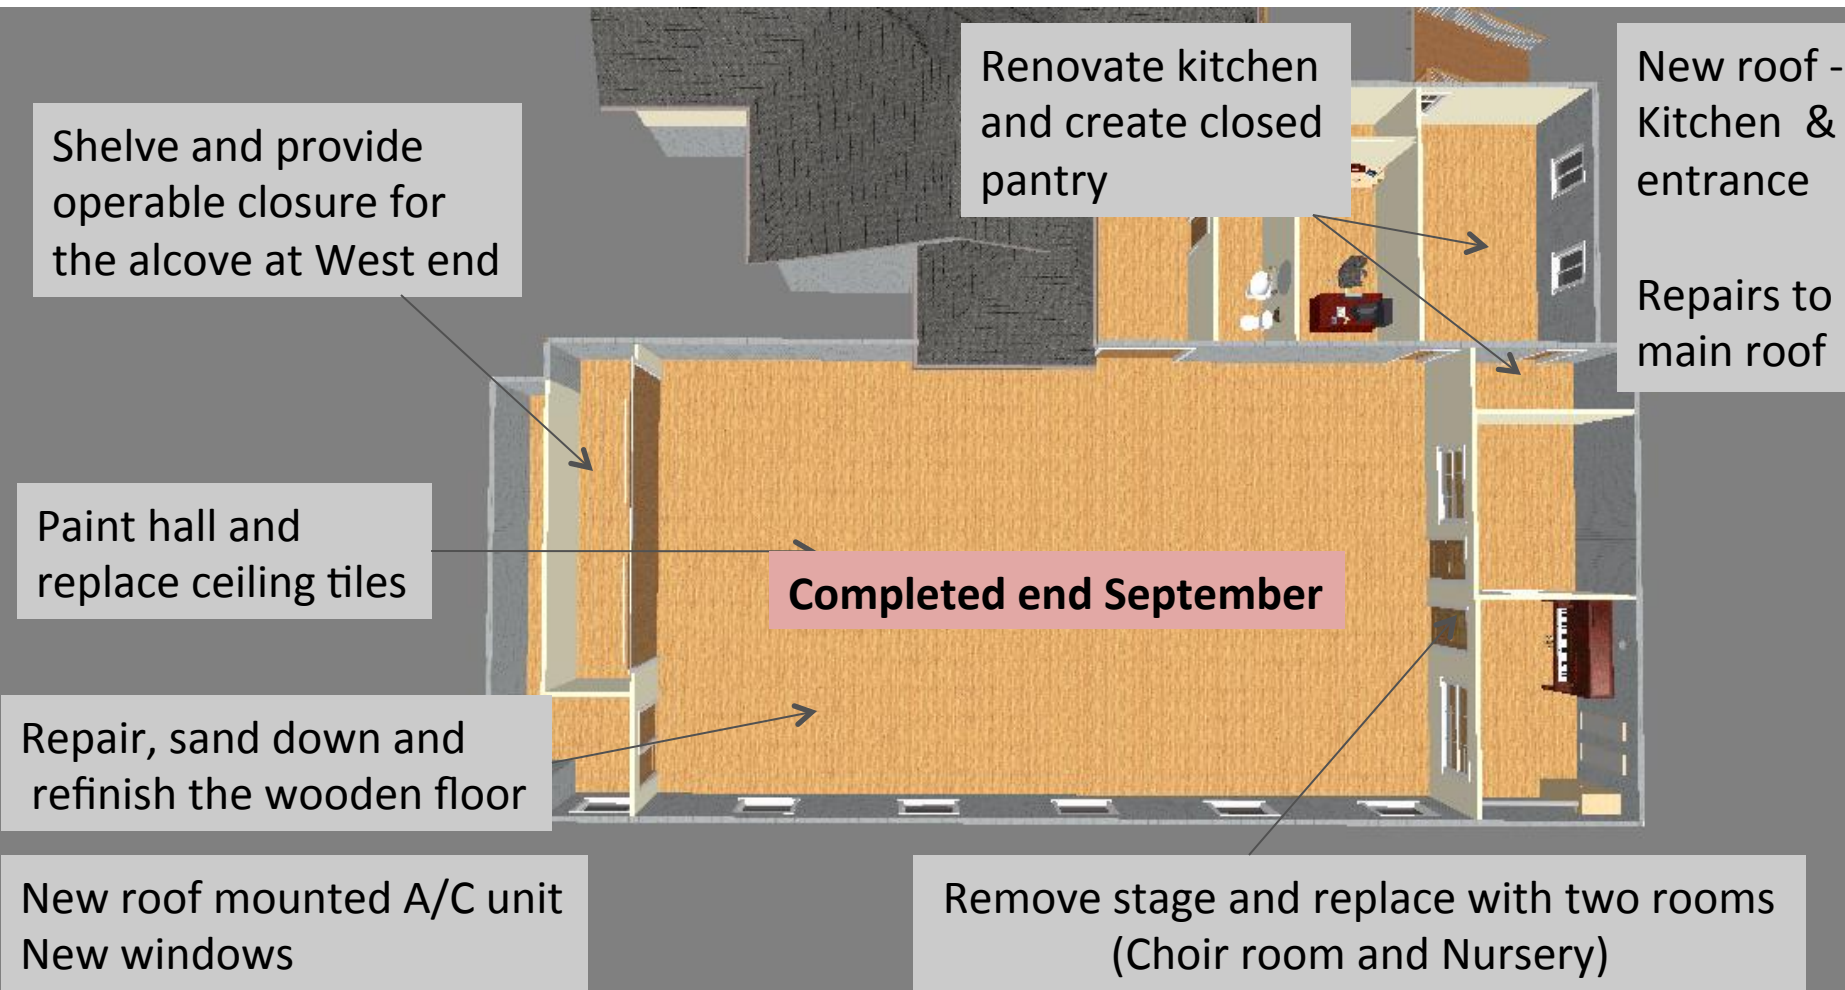 Shelve and provide
operable closure for
the alcove at West end
Renovate kitchen
and create closed
pantry
New roof -
Kitchen & 
entrance
Repairs to
main roof
Paint hall and
replace ceiling tiles
Completed end September
Repair, sand down and
refinish the wooden floor
New roof mounted A/C unit
New windows
Remove stage and replace with two rooms
(Choir room and Nursery)